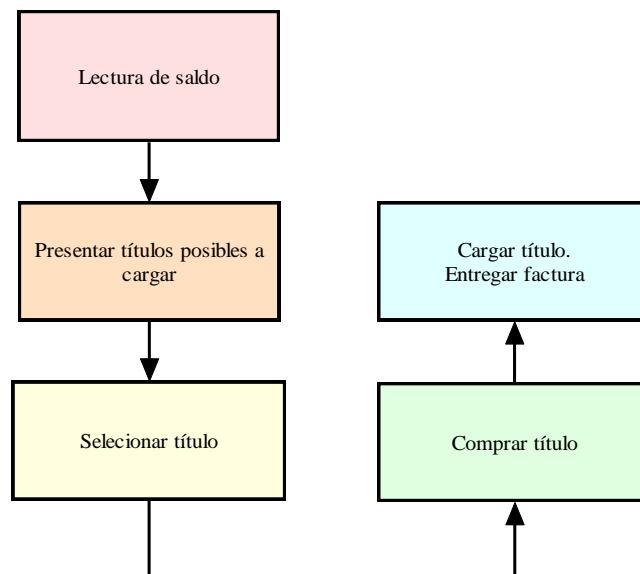 Lectura de saldo
Presentar títulos posibles a
cargar
Selecionar título
Cargar título.
Entregar factura
Comprar título